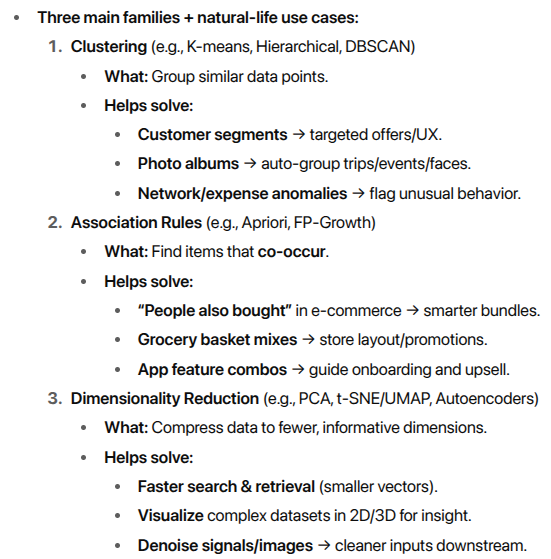 • Three main families + natural-life use cases:
1. Clustering (e.g., K-means, Hierarchical, DBSCAN)
• What: Group similar data points.
• Helps solve:
• Customer segments → targeted offers/UX.
• Photo albums → auto-group trips/events/faces.
• Network/expense anomalies → flag unusual behavior.
2. Association Rules (e.g., Apriori, FP-Growth)
• What: Find items that co-occur.
• Helps solve:
• “People also bought” in e-commerce → smarter bundles.
• Grocery basket mixes → store layout/promotions.
• App feature combos → guide onboarding and upsell.
3. Dimensionality Reduction (e.g., PCA, t-SNE/UMAP, Autoencoders)
• What: Compress data to fewer, informative dimensions.
• Helps solve:
• Faster search & retrieval (smaller vectors).
• Visualize complex datasets in 2D/3D for insight.
• Denoise signals/images → cleaner inputs downstream.